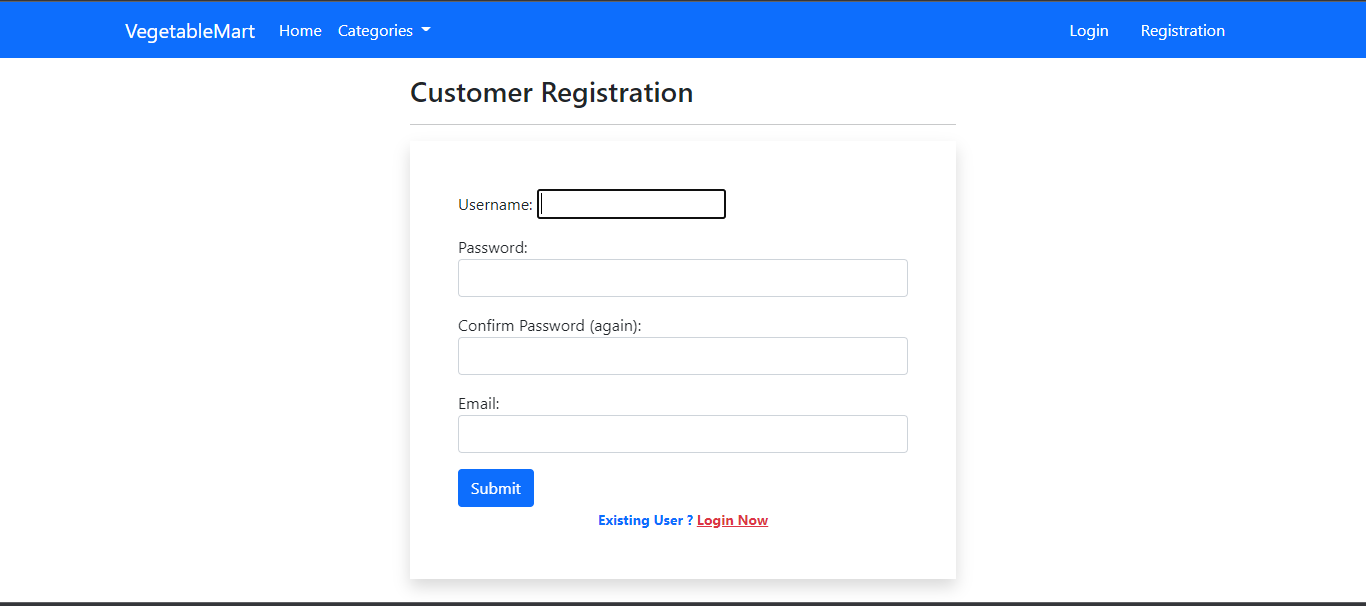 VegetableMart Home Categories Login Registration
Customer Registration
Username:
Password:
Confirm Password (again):
Email:
Submit
Existing User ? Login Now